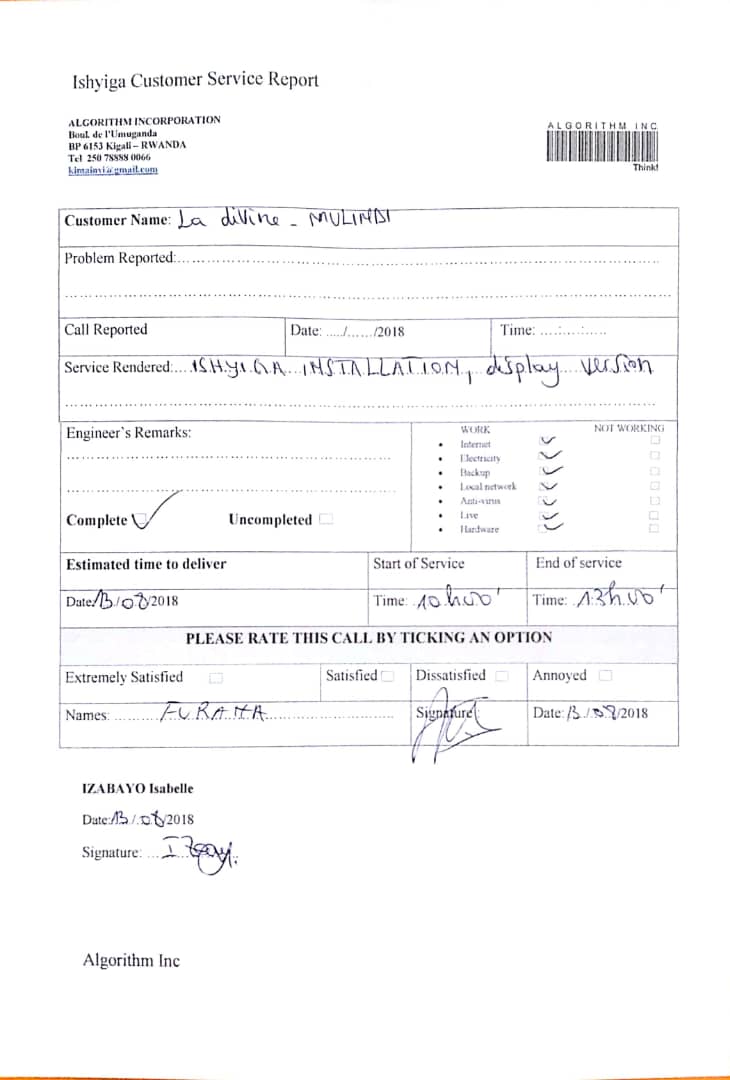 Ishyiga Customer Service Report
ALGORITHM INCORPORATION
Boul. de l'Umuganda
BP 6153 Kigali – RWANDA
Tel 250 78888 0066
kimainyi@gmail.com
ALGORITHM INC
Think!
Customer Name: La divine - MULINDI
Problem Reported:
Call Reported Date: ...../....../2018 Time: ....:....:.....
Service Rendered: ISHYIGA INSTALLATION, display version
Engineer's Remarks:
WORK NOT WORKING
• Internet
• Electricity
• Backup
• Local network
• Anti-virus
• Live
• Hardware
Complete Uncompleted
Estimated time to deliver Start of Service End of service
Date: 13/08/2018 Time: 10h00' Time: 13h00'
PLEASE RATE THIS CALL BY TICKING AN OPTION
Extremely Satisfied Satisfied Dissatisfied Annoyed
Names: FURAHA Signature: Date: 13/08/2018
IZABAYO Isabelle
Date: 13/08/2018
Signature:
Algorithm Inc